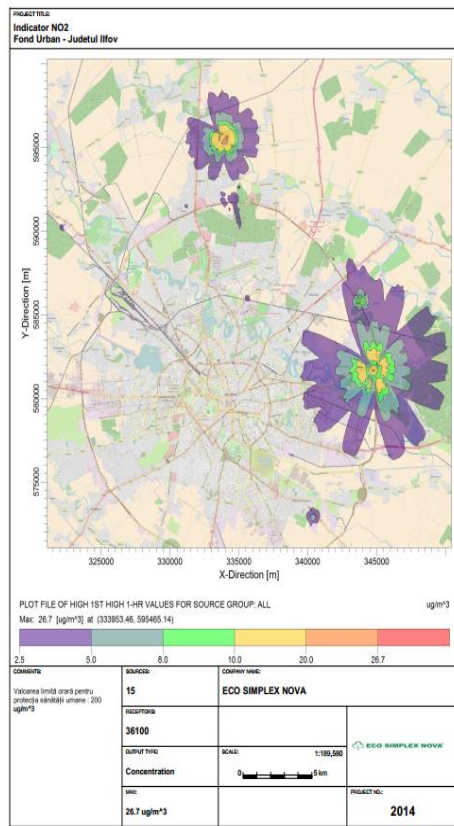 PROJECT TITLE:
Indicator NO2
Fond Urban - Judetul Ilfov
Y-Direction [m]
595000
590000
585000
580000
575000
325000 330000 335000 340000 345000
X-Direction [m]
PLOT FILE OF HIGH 1ST HIGH 1-HR VALUES FOR SOURCE GROUP: ALL
ug/m^3
Max: 26.7 [ug/m^3] at (333953.46, 595465.14)
2.5 5.0 8.0 10.0 20.0 26.7
COMMENTS:
Valoarea limită orară pentru
protecția sănătății umane : 200
ug/m^3
SOURCES:
15
COMPANY NAME:
ECO SIMPLEX NOVA
RECEPTORS:
36100
OUTPUT TYPE:
Concentration
SCALE:
1:189,580
0 5 km
ECO SIMPLEX NOVA
MAX:
26.7 ug/m^3
PROJECT NO.:
2014